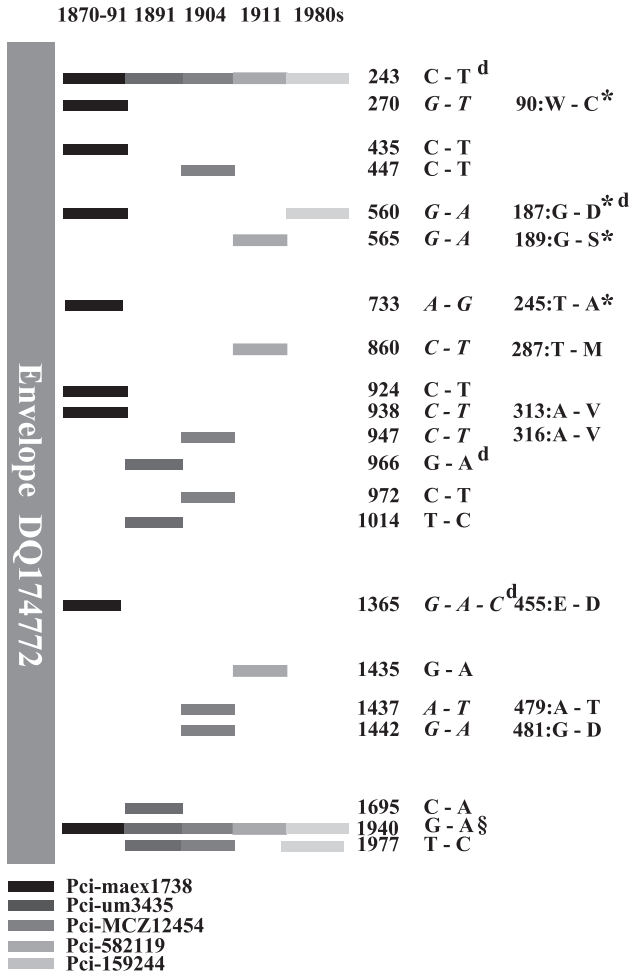 1870-91 1891 1904 1911 1980s
Envelope DQ174772
243 C - T d
270 G - T 90:W - C*
435 C - T
447 C - T
560 G - A 187:G - D* d
565 G - A 189:G - S*
733 A - G 245:T - A*
860 C - T 287:T - M
924 C - T
938 C - T 313:A - V
947 C - T 316:A - V
966 G - A d
972 C - T
1014 T - C
1365 G - A - C d 455:E - D
1435 G - A
1437 A - T 479:A - T
1442 G - A 481:G - D
1695 C - A
1940 G - A §
1977 T - C
Pci-maex1738
Pci-um3435
Pci-MCZ12454
Pci-582119
Pci-159244